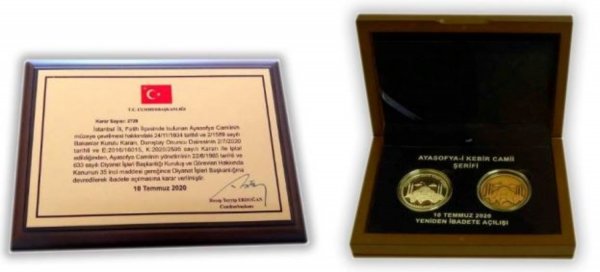 T.C. CUMHURBAŞKANLIĞI
Karar Sayısı: 2729
İstanbul İli, Fatih İlçesinde bulunan Ayasofya Camiinin
müzeye çevrilmesi hakkındaki 24/11/1934 tarihli ve 2/1589 sayılı
Bakanlar Kurulu Kararı, Danıştay Onuncu Dairesinin 2/7/2020
tarihli ve E:2016/16015, K:2020/2595 sayılı Kararı ile iptal
edildiğinden, Ayasofya Camiinin yönetiminin 22/6/1965 tarihli ve
633 sayılı Diyanet İşleri Başkanlığı Kuruluş ve Görevleri Hakkında
Kanunun 35 inci maddesi gereğince Diyanet İşleri Başkanlığına
devredilerek ibadete açılmasına karar verilmiştir.
10 Temmuz 2020
Recep Tayyip ERDOĞAN
Cumhurbaşkanı
AYASOFYA-İ KEBİR CAMİİ
ŞERİFİ
10 TEMMUZ 2020
YENİDEN İBADETE AÇILIŞI